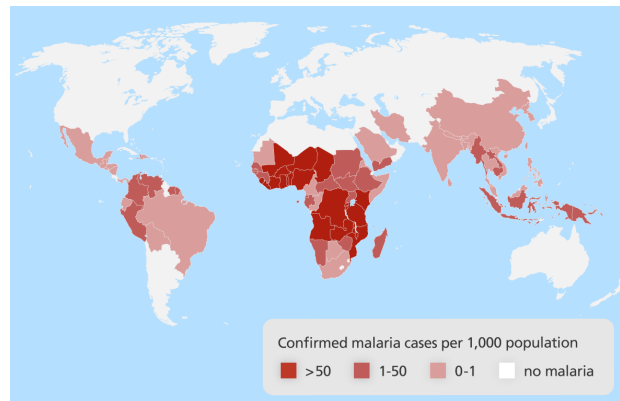 Confirmed malaria cases per 1,000 population
>50 1-50 0-1 no malaria